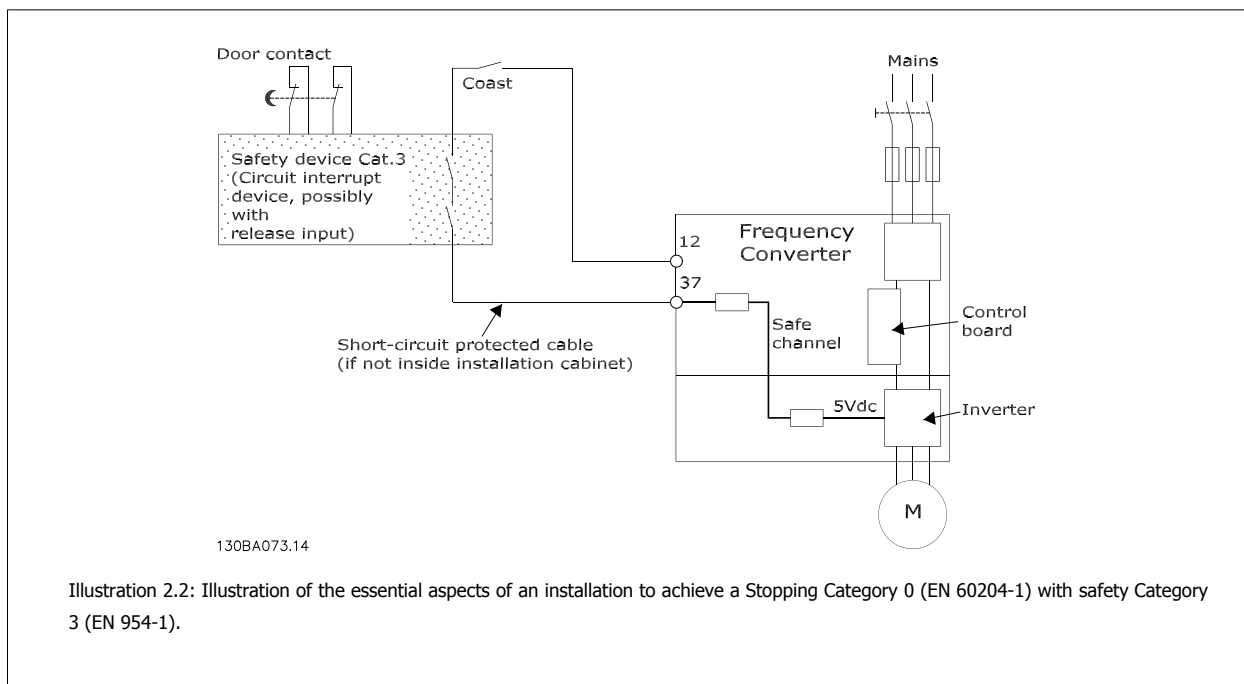 Door contact
Coast
Mains
Safety device Cat.3
(Circuit interrupt
device, possibly
with
release input)
12
37
Frequency
Converter
Safe
channel
Control
board
Short-circuit protected cable
(if not inside installation cabinet)
5Vdc
Inverter
M
130BA073.14
Illustration 2.2: Illustration of the essential aspects of an installation to achieve a Stopping Category 0 (EN 60204-1) with safety Category
3 (EN 954-1).